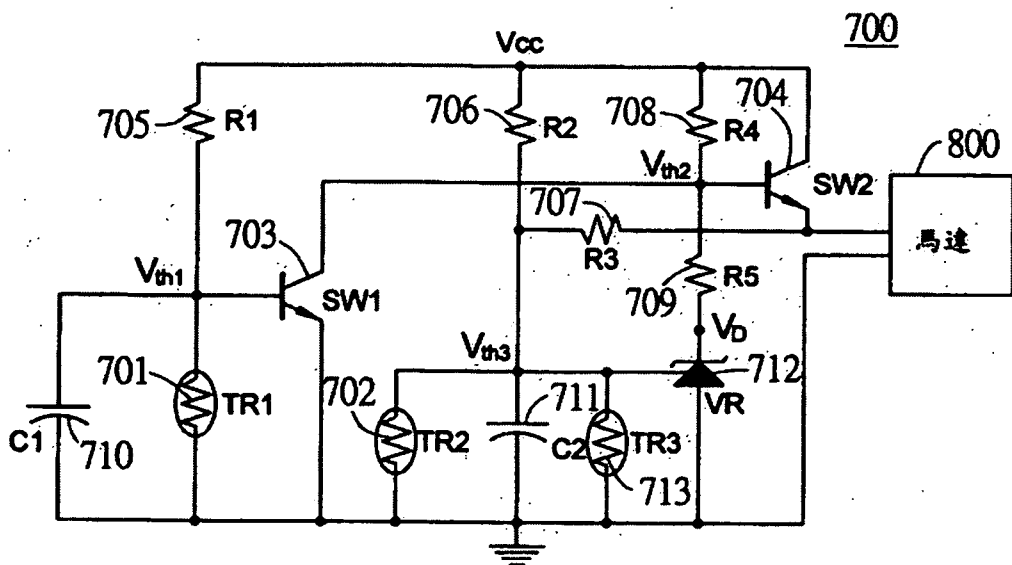 700
Vcc
705
R1
706
R2
708
R4
704
800
Vth2
SW2
707
馬達
703
R3
Vth1
SW1
709
R5
VD
Vth3
701
TR1
702
TR2
711
712
VR
C1
710
C2
TR3
713